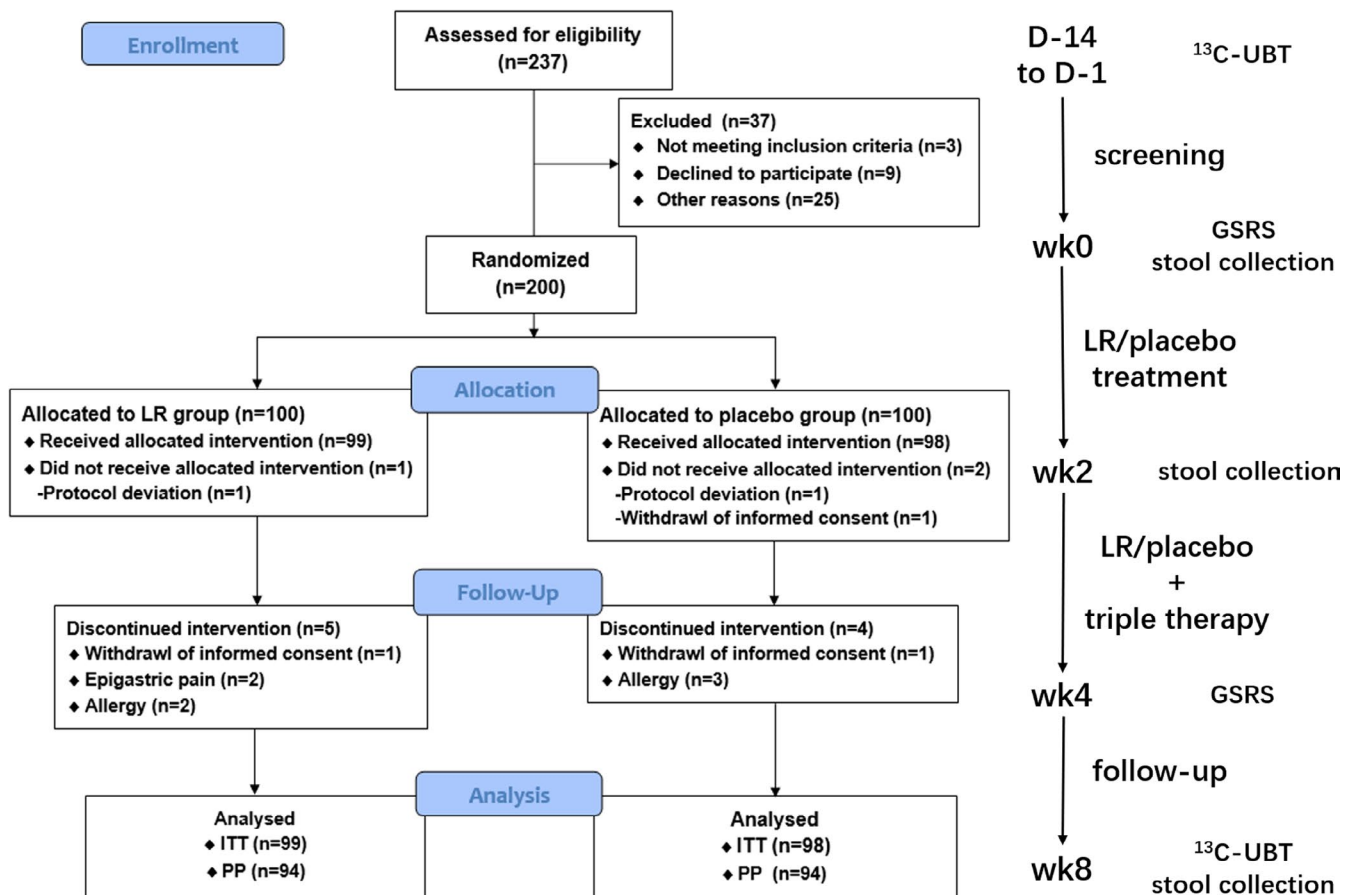 Enrollment
Assessed for eligibility
(n=237)
Excluded (n=37)
◆ Not meeting inclusion criteria (n=3)
◆ Declined to participate (n=9)
◆ Other reasons (n=25)
Randomized
(n=200)
Allocation
Allocated to LR group (n=100)
◆ Received allocated intervention (n=99)
◆ Did not receive allocated intervention (n=1)
-Protocol deviation (n=1)
Allocated to placebo group (n=100)
◆ Received allocated intervention (n=98)
◆ Did not receive allocated intervention (n=2)
-Protocol deviation (n=1)
-Withdrawl of informed consent (n=1)
Follow-Up
Discontinued intervention (n=5)
◆ Withdrawl of informed consent (n=1)
◆ Epigastric pain (n=2)
◆ Allergy (n=2)
Discontinued intervention (n=4)
◆ Withdrawl of informed consent (n=1)
◆ Allergy (n=3)
Analysis
Analysed
◆ ITT (n=99)
◆ PP (n=94)
Analysed
◆ ITT (n=98)
◆ PP (n=94)
D-14
to D-1
¹³C-UBT
screening
wk0
GSRS
stool collection
LR/placebo
treatment
wk2
stool collection
LR/placebo
+
triple therapy
wk4
GSRS
follow-up
wk8
¹³C-UBT
stool collection